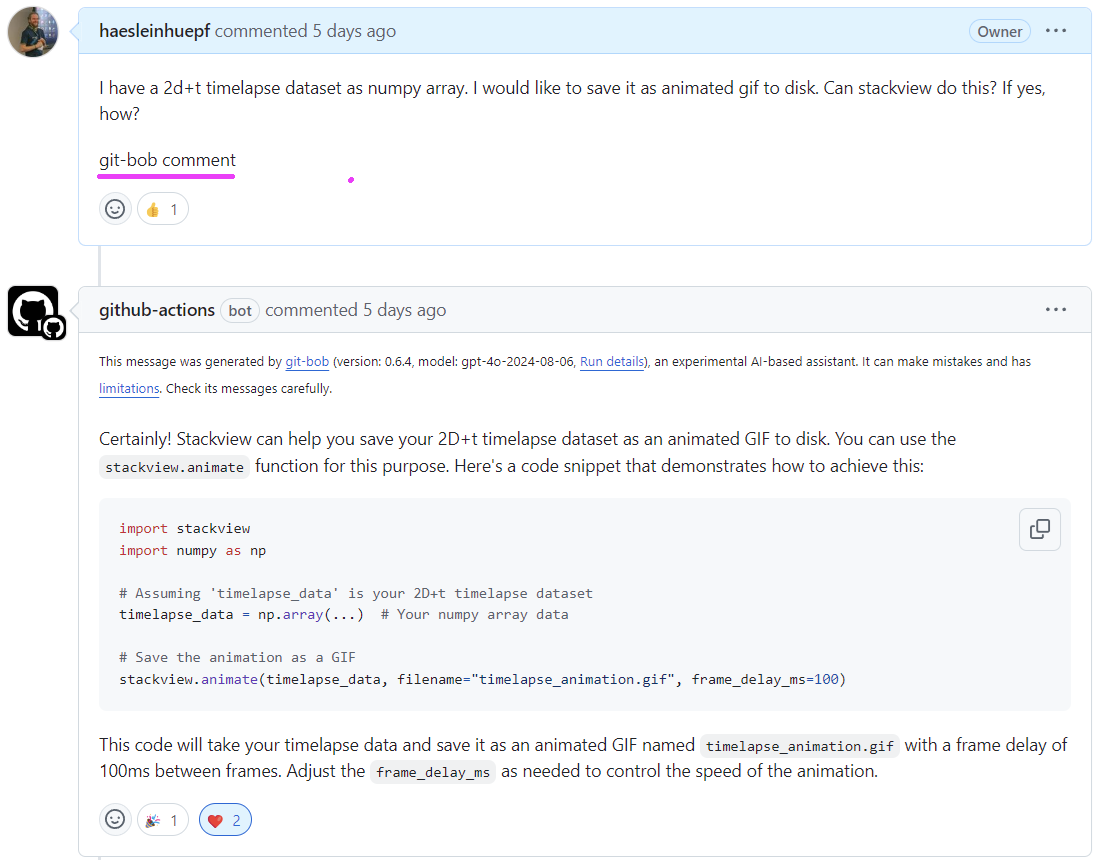 haesleinhuepf commented 5 days ago
Owner
I have a 2d+t timelapse dataset as numpy array. I would like to save it as animated gif to disk. Can stackview do this? If yes,
how?
git-bob comment
👍 1
github-actions bot commented 5 days ago
This message was generated by git-bob (version: 0.6.4, model: gpt-4o-2024-08-06, Run details), an experimental AI-based assistant. It can make mistakes and has
limitations. Check its messages carefully.
Certainly! Stackview can help you save your 2D+t timelapse dataset as an animated GIF to disk. You can use the
stackview.animate function for this purpose. Here's a code snippet that demonstrates how to achieve this:
import stackview
import numpy as np
# Assuming 'timelapse_data' is your 2D+t timelapse dataset
timelapse_data = np.array(...)  # Your numpy array data
# Save the animation as a GIF
stackview.animate(timelapse_data, filename="timelapse_animation.gif", frame_delay_ms=100)
This code will take your timelapse data and save it as an animated GIF named timelapse_animation.gif with a frame delay of
100ms between frames. Adjust the frame_delay_ms as needed to control the speed of the animation.
🎉 1 ❤️ 2